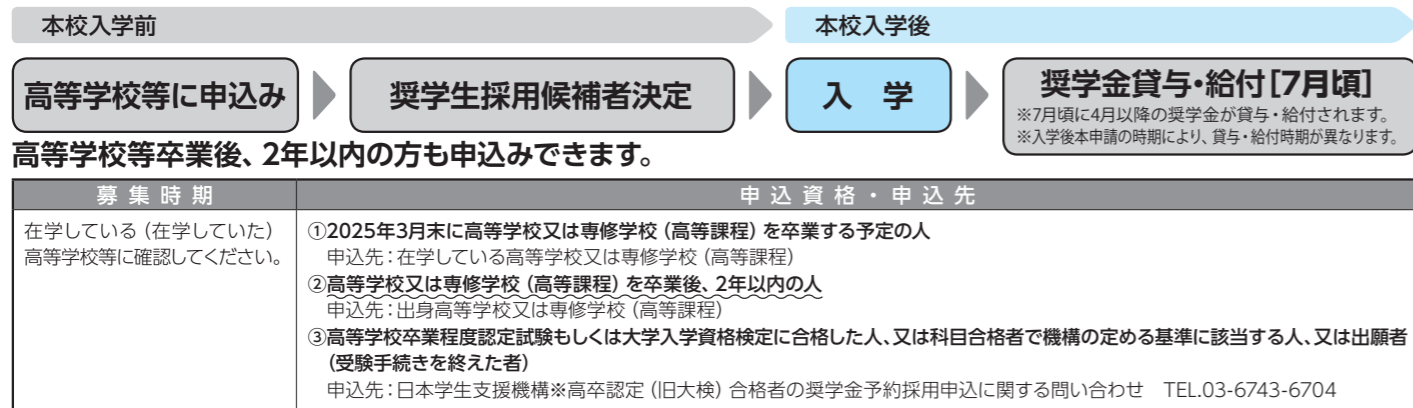 本校入学前
本校入学後
高等学校等に申込み
奨学生採用候補者決定
入 学
奨学金貸与・給付[7月頃]
※7月頃に4月以降の奨学金が貸与・給付されます。
※入学後本申請の時期により、貸与・給付時期が異なります。
高等学校等卒業後、2年以内の方も申込みできます。
募集時期
申込資格・申込先
在学している（在学していた）
高等学校等に確認してください。
①2025年3月末に高等学校又は専修学校（高等課程）を卒業する予定の人
申込先：在学している高等学校又は専修学校（高等課程）
②高等学校又は専修学校（高等課程）を卒業後、2年以内の人
申込先：出身高等学校又は専修学校（高等課程）
③高等学校卒業程度認定試験もしくは大学入学資格検定に合格した人、又は科目合格者で機構の定める基準に該当する人、又は出願者
（受験手続きを終えた者）
申込先：日本学生支援機構※高卒認定（旧大検）合格者の奨学金予約採用申込に関する問い合わせ　TEL.03-6743-6704